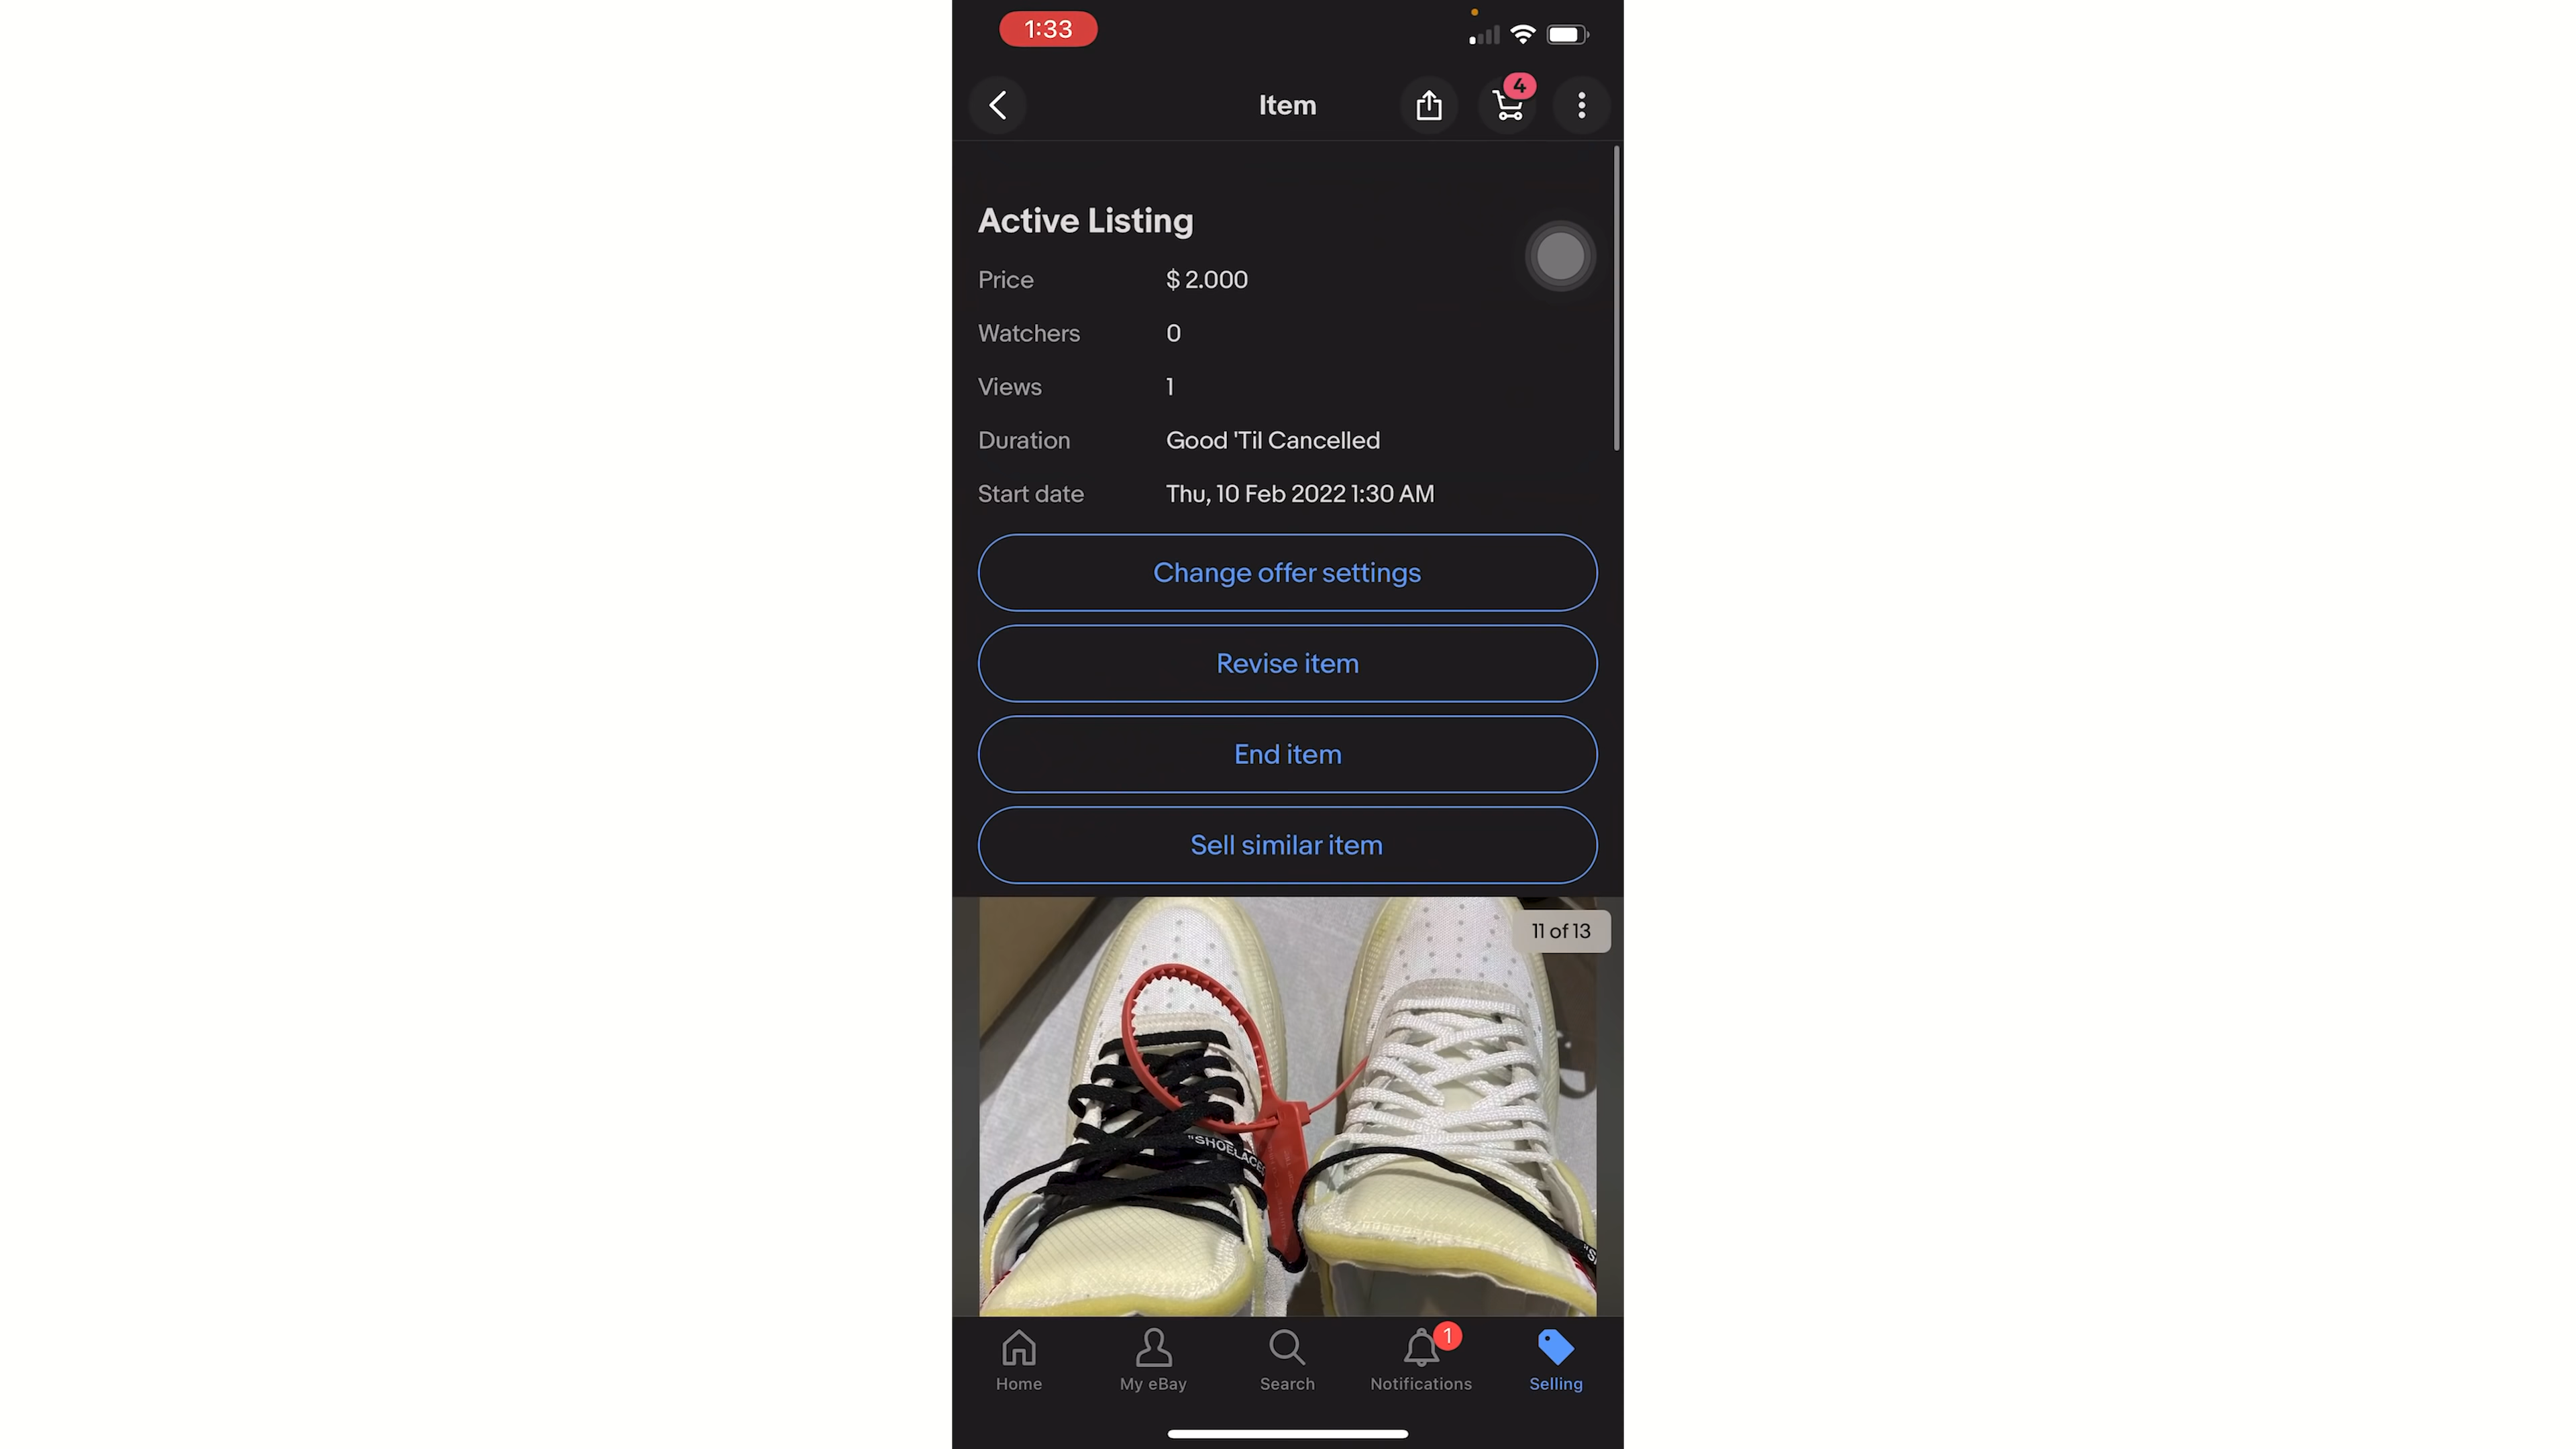 1:33
Item
4
Active Listing
Price $ 2.000
Watchers 0
Views 1
Duration Good 'Til Cancelled
Start date Thu, 10 Feb 2022 1:30 AM
Change offer settings
Revise item
End item
Sell similar item
11 of 13
"SHOELACES
1
Home My eBay Search Notifications Selling